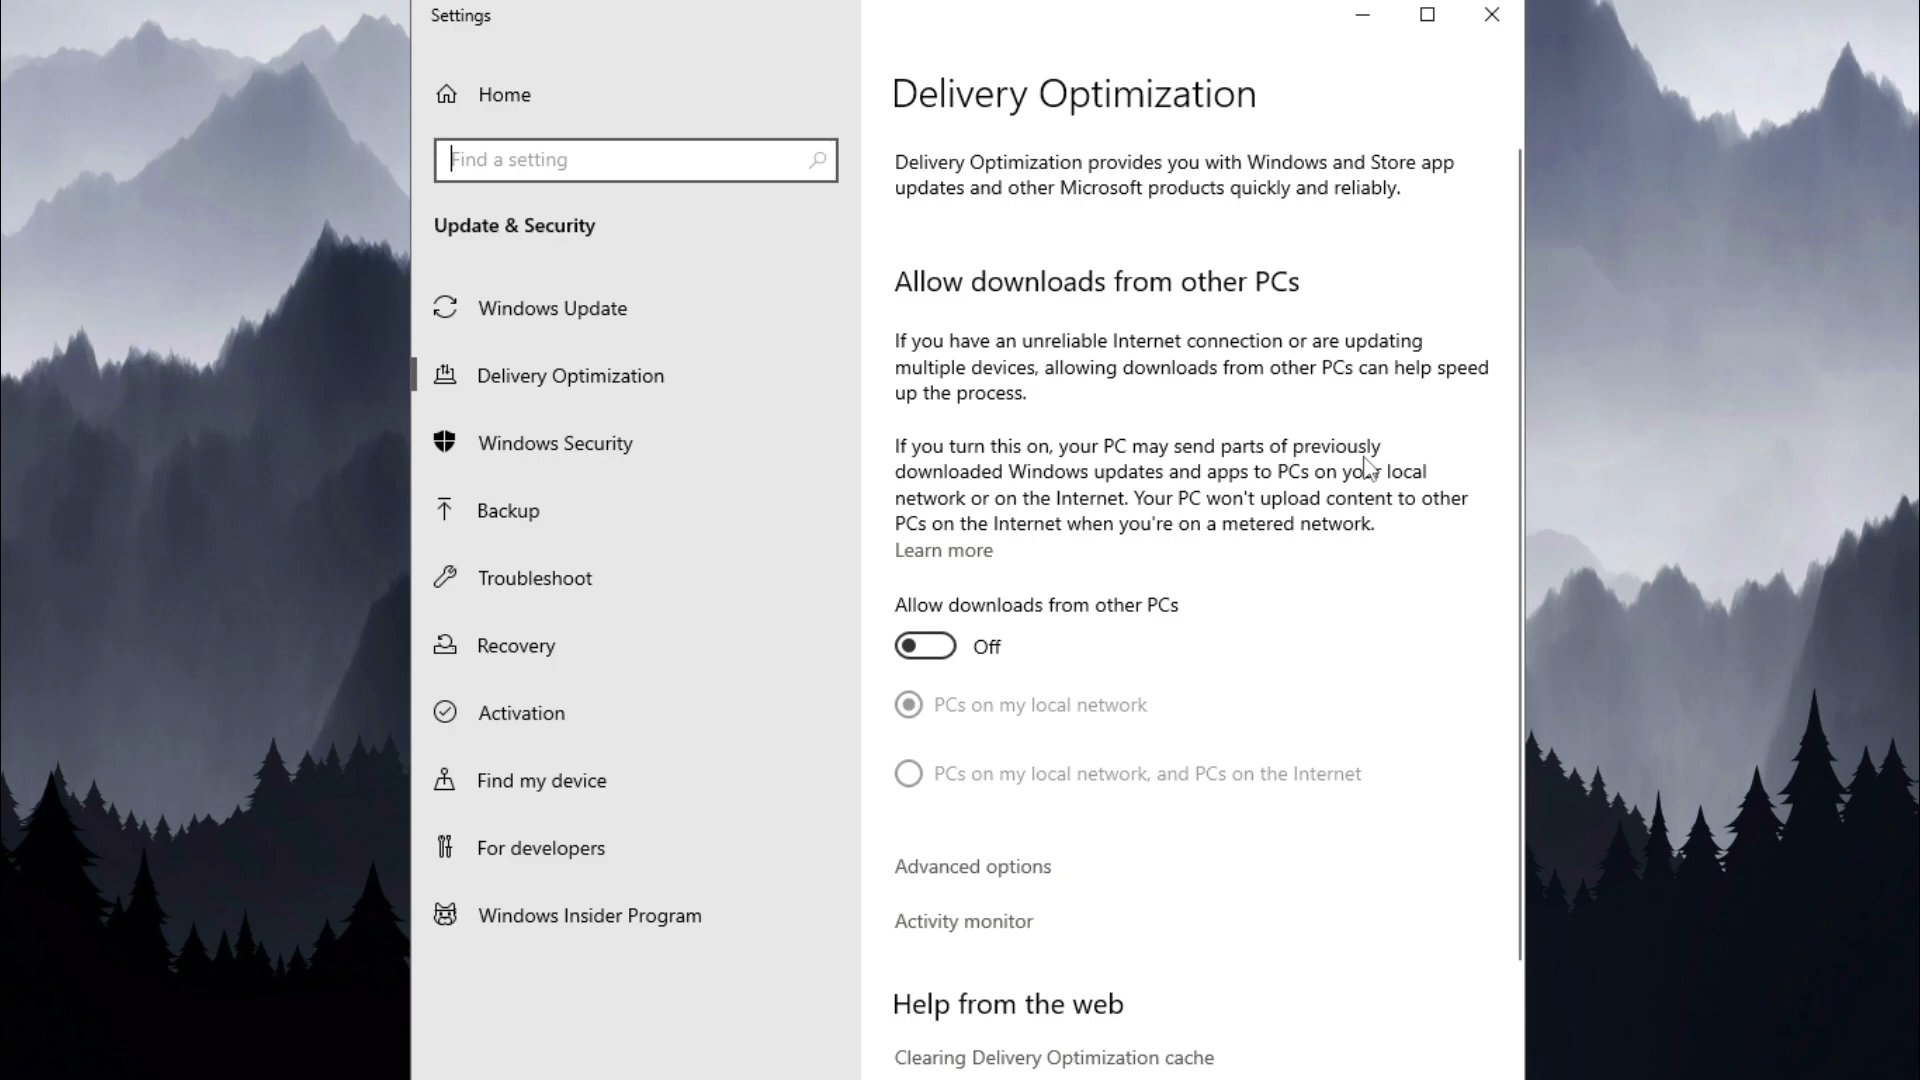 Settings
Home
Find a setting
Update & Security
Windows Update
Delivery Optimization
Windows Security
Backup
Troubleshoot
Recovery
Activation
Find my device
For developers
Windows Insider Program
Delivery Optimization
Delivery Optimization provides you with Windows and Store app
updates and other Microsoft products quickly and reliably.
Allow downloads from other PCs
If you have an unreliable Internet connection or are updating
multiple devices, allowing downloads from other PCs can help speed
up the process.
If you turn this on, your PC may send parts of previously
downloaded Windows updates and apps to PCs on your local
network or on the Internet. Your PC won't upload content to other
PCs on the Internet when you're on a metered network.
Learn more
Allow downloads from other PCs
Off
PCs on my local network
PCs on my local network, and PCs on the Internet
Advanced options
Activity monitor
Help from the web
Clearing Delivery Optimization cache